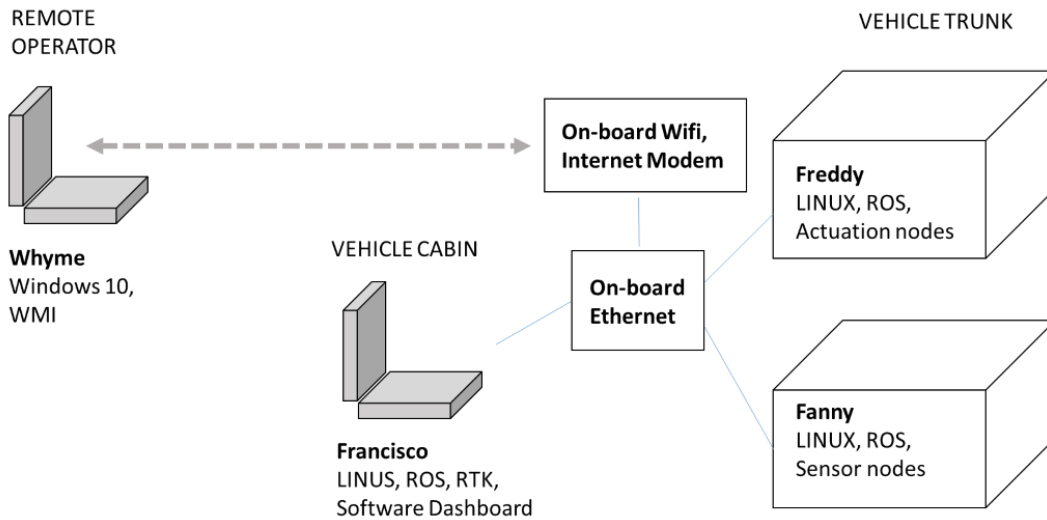 REMOTE
OPERATOR
VEHICLE TRUNK
On-board Wifi,
Internet Modem
Freddy
LINUX, ROS,
Actuation nodes
Whyme
Windows 10,
WMI
VEHICLE CABIN
On-board
Ethernet
Francisco
LINUS, ROS, RTK,
Software Dashboard
Fanny
LINUX, ROS,
Sensor nodes